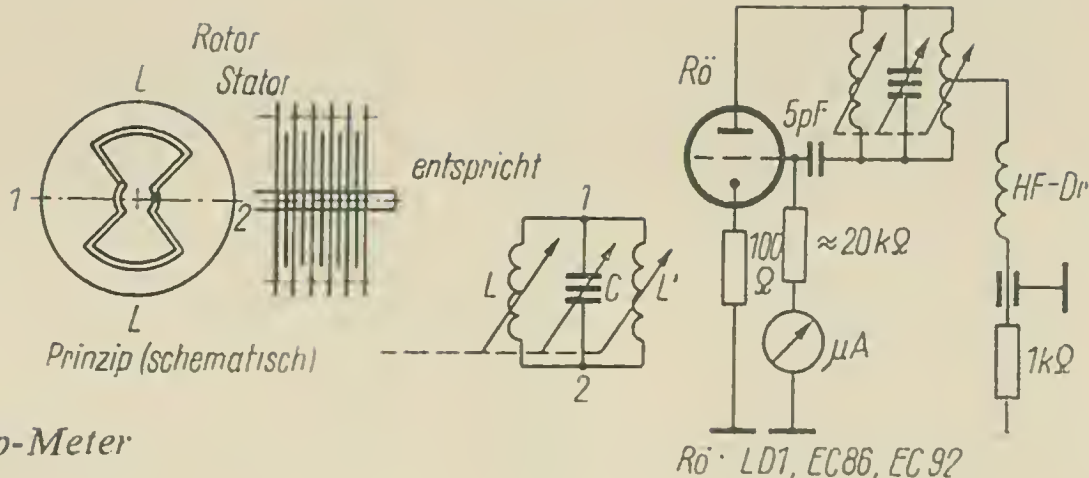 Rotor
Stator
L
1
2
L
Prinzip (schematisch)
entspricht
1
L
C
L'
2
Rö
5pF
100
Ω
≈20kΩ
μA
HF-Dr
1kΩ
p-Meter
Rö· LD1, EC86, EC92